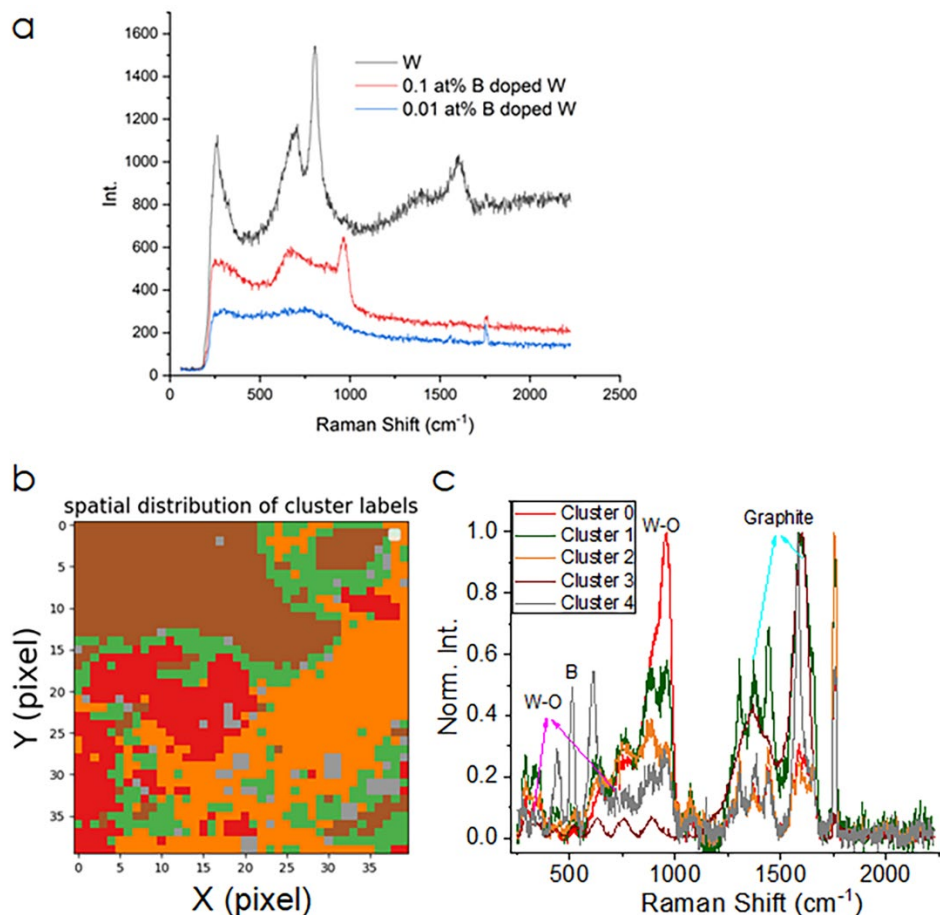 a
1600
1400
1200
1000
800
600
400
200
0
Int.
W
0.1 at% B doped W
0.01 at% B doped W
0 500 1000 1500 2000 2500
Raman Shift (cm⁻¹)
b
spatial distribution of cluster labels
0
5
10
15
20
25
30
35
Y (pixel)
0 5 10 15 20 25 30 35
X (pixel)
c
Cluster 0
Cluster 1
Cluster 2
Cluster 3
Cluster 4
W-O
Graphite
B
W-O
1.0
0.8
0.6
0.4
0.2
0.0
Norm. Int.
500 1000 1500 2000
Raman Shift (cm⁻¹)